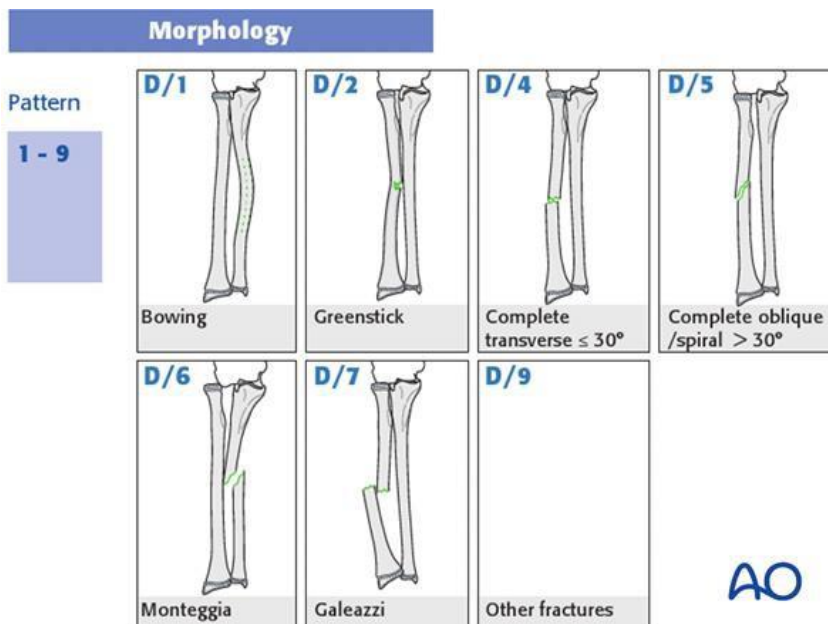 Morphology
Pattern
1 - 9
D/1
Bowing
D/2
Greenstick
D/4
Complete
transverse ≤ 30°
D/5
Complete oblique
/spiral > 30°
D/6
Monteggia
D/7
Galeazzi
D/9
Other fractures
AO